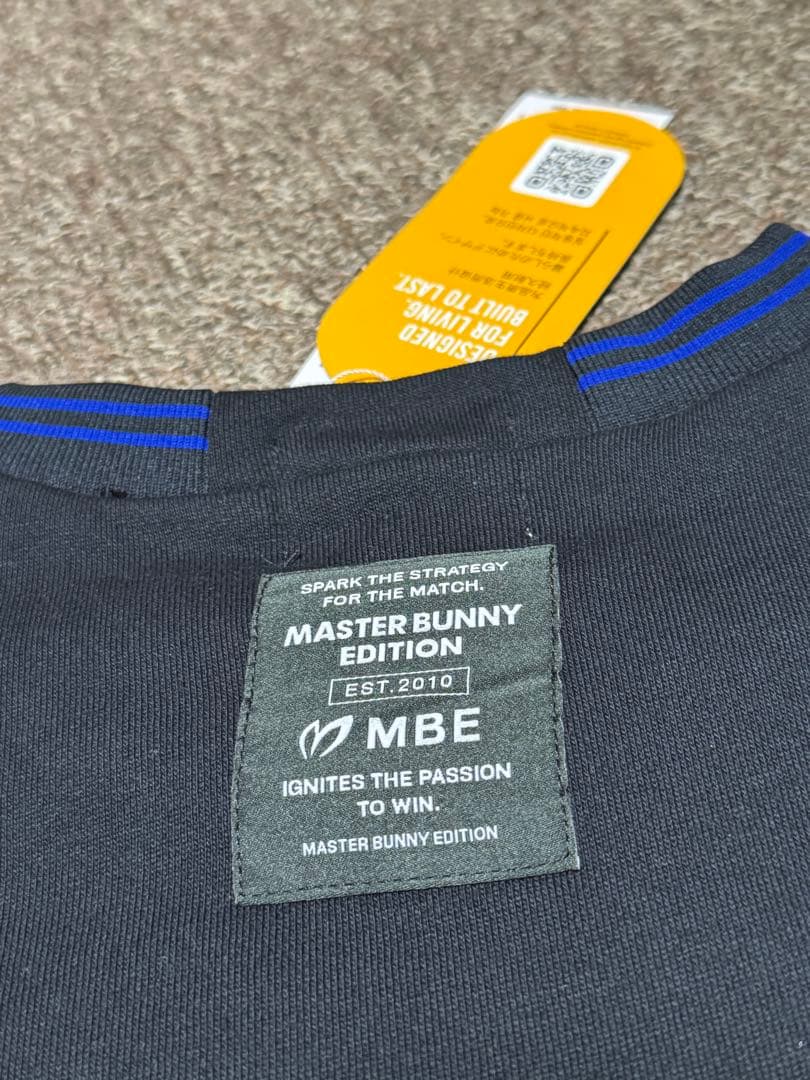 SPARK THE STRATEGY
FOR THE MATCH.
MASTER BUNNY
EDITION
EST.2010
MBE
IGNITES THE PASSION
TO WIN.
MASTER BUNNY EDITION
DESIGNED
FOR LIVING.
BUILT TO LAST.